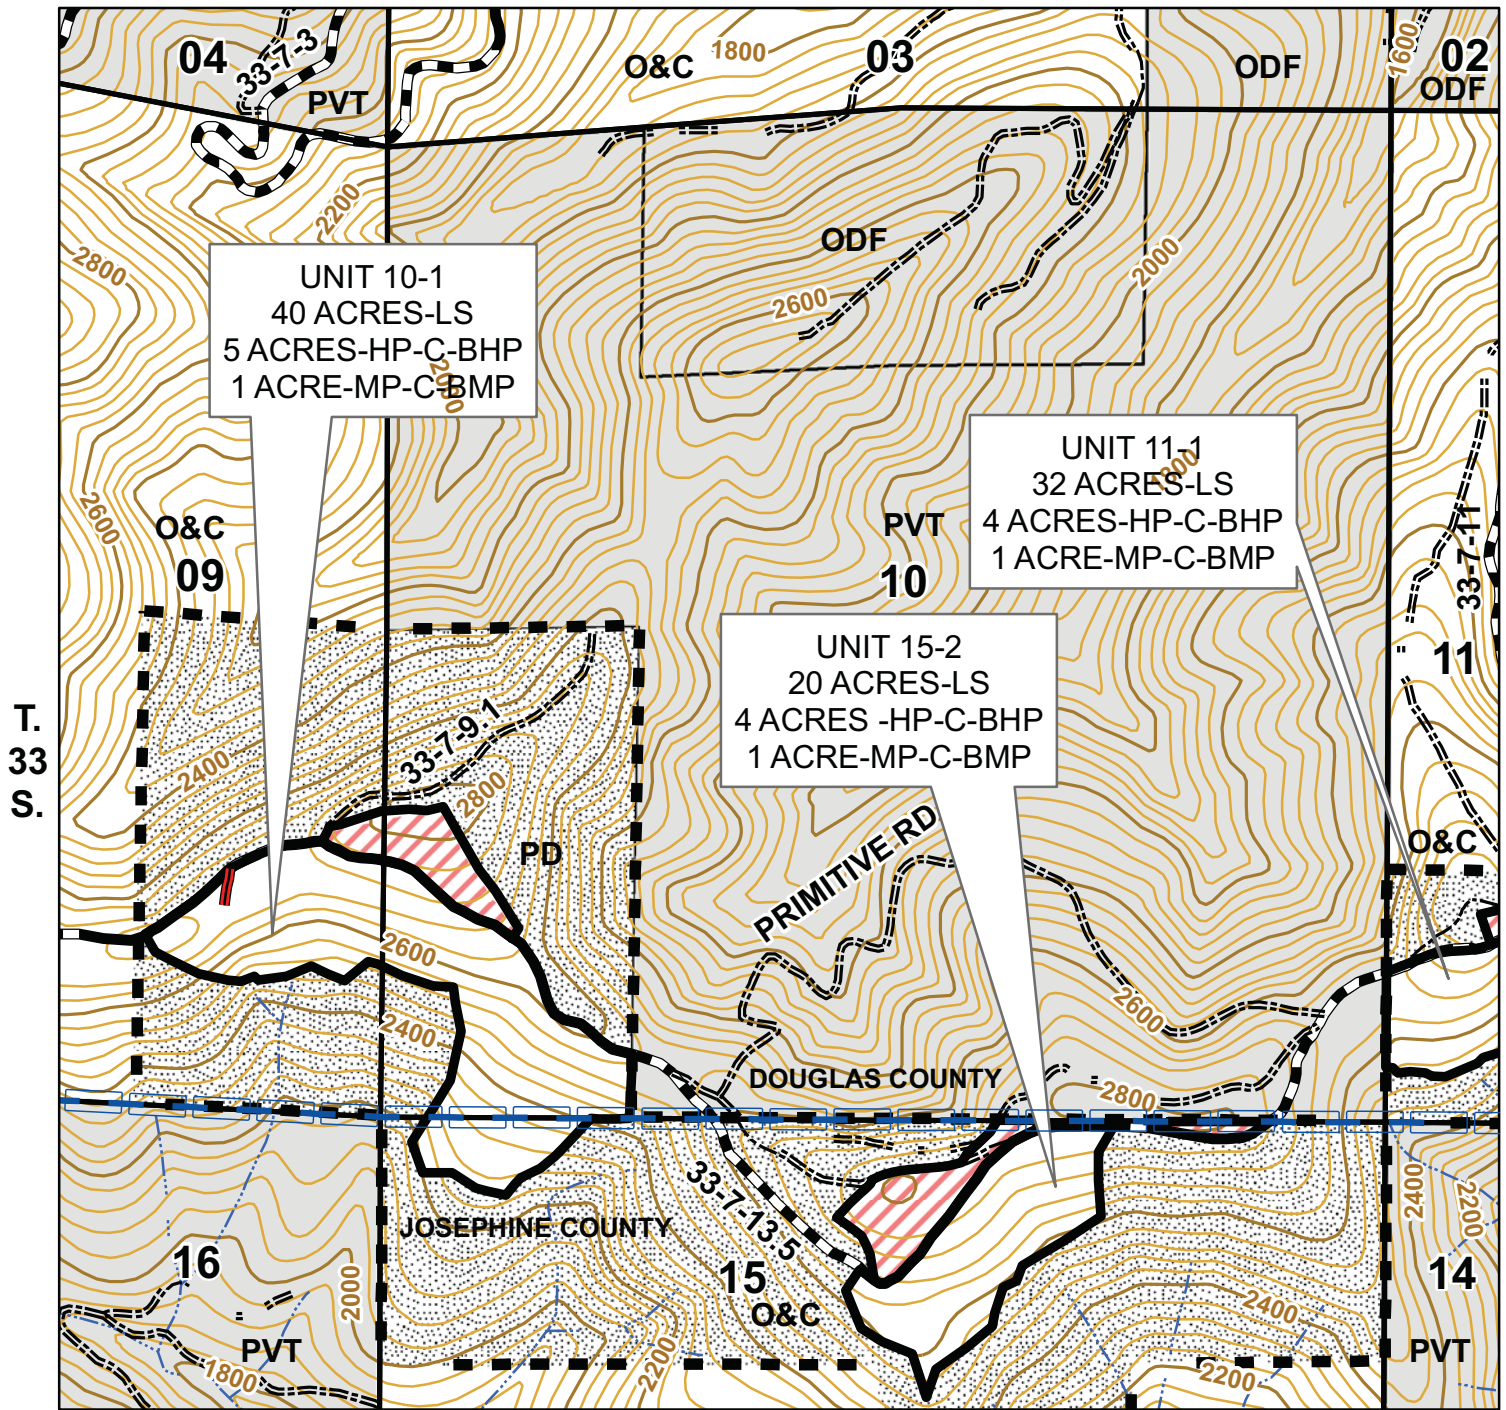 04
33-7-3
PVT
O&C
1800
03
ODF
1600
02
ODF
2200
2800
ODF
2000
2600
UNIT 10-1
40 ACRES-LS
5 ACRES-HP-C-BHP
1 ACRE-MP-C-BMP
2000
UNIT 11-1
32 ACRES-LS
4 ACRES-HP-C-BHP
1 ACRE-MP-C-BMP
1800
2600
O&C
09
PVT
10
33-7-11
11
UNIT 15-2
20 ACRES-LS
4 ACRES -HP-C-BHP
1 ACRE-MP-C-BMP
T.
33
S.
2400
33-7-9.1
2800
PD
PRIMITIVE RD
O&C
2600
2400
2600
DOUGLAS COUNTY
2800
33-7-13.5
JOSEPHINE COUNTY
2400
2200
16
2000
15
O&C
14
2400
PVT
1800
2200
2200
PVT